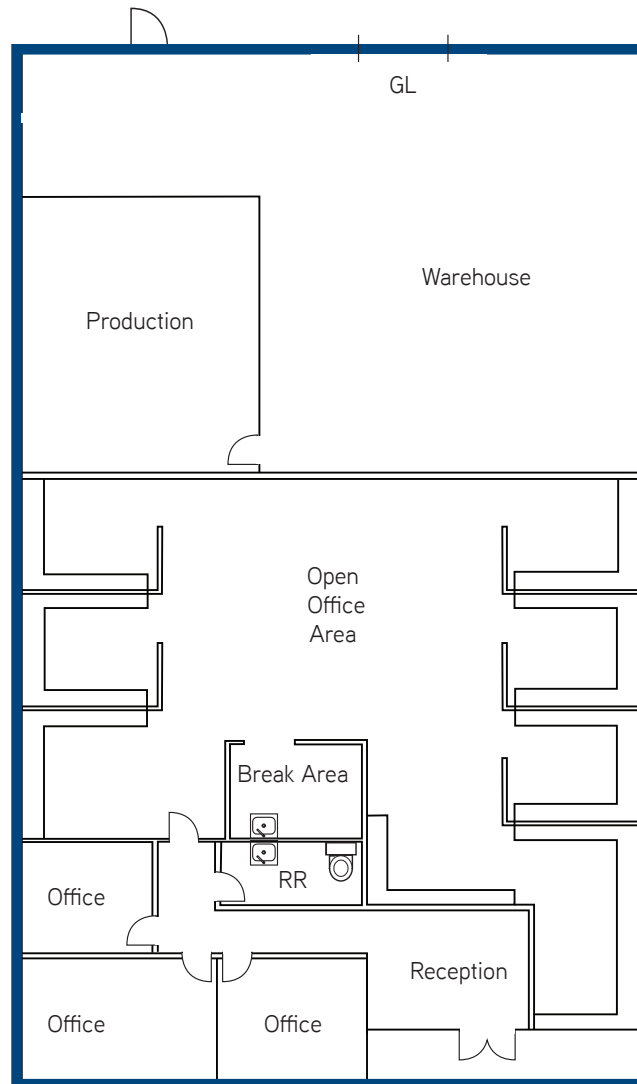 GL
Warehouse
Production
Open
Office
Area
Break Area
RR
Office
Reception
Office
Office